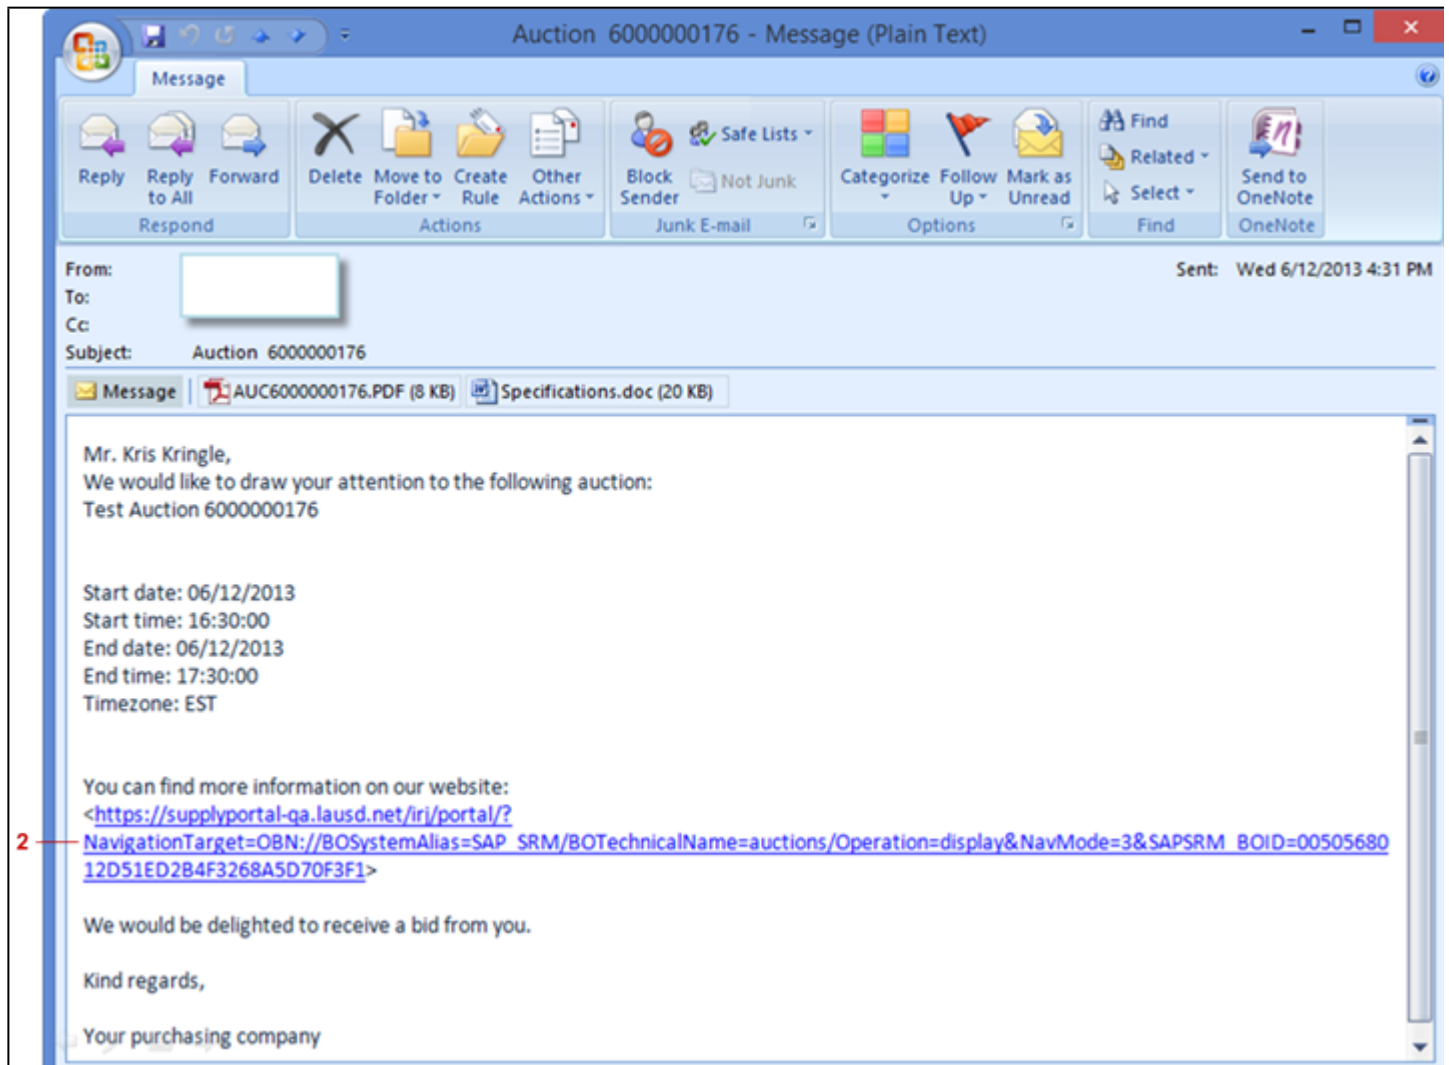 Auction 6000000176 - Message (Plain Text)
Message
Reply
Reply to All
Forward
Respond
Delete
Move to Folder
Create Rule
Other Actions
Actions
Block Sender
Safe Lists
Not Junk
Junk E-mail
Categorize
Follow Up
Mark as Unread
Options
Find
Related
Select
Find
Send to OneNote
OneNote
From:
Sent: Wed 6/12/2013 4:31 PM
To:
Cc:
Subject: Auction 6000000176
Message AUC6000000176.PDF (8 KB) Specifications.doc (20 KB)
Mr. Kris Kringle,
We would like to draw your attention to the following auction:
Test Auction 6000000176
Start date: 06/12/2013
Start time: 16:30:00
End date: 06/12/2013
End time: 17:30:00
Timezone: EST
You can find more information on our website:
<https://supplyportal-qa.lausd.net/irj/portal/?
2 NavigationTarget=OBN://BOSystemAlias=SAP_SRM/BOTechnicalName=auctions/Operation=display&NavMode=3&SAPSRM_BOID=00505680
12D51ED2B4F3268A5D70F3F1>
We would be delighted to receive a bid from you.
Kind regards,
Your purchasing company